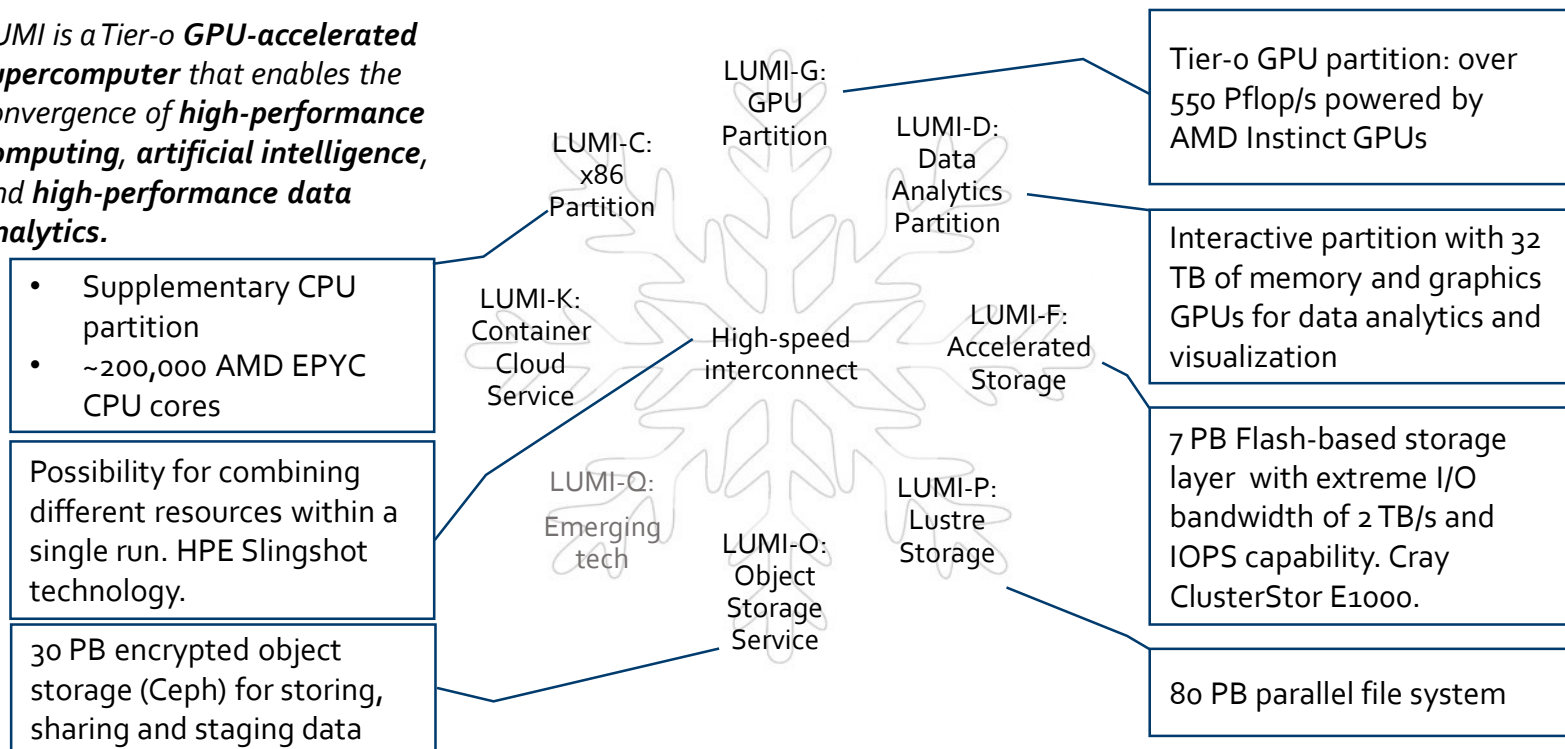 UMI is a Tier-0 GPU-accelerated
upercomputer that enables the
onvergence of high-performance
omputing, artificial intelligence,
nd high-performance data
nalytics.
LUMI-G:
GPU
Partition
Tier-0 GPU partition: over
550 Pflop/s powered by
AMD Instinct GPUs
LUMI-C:
x86
Partition
LUMI-D:
Data
Analytics
Partition
Interactive partition with 32
TB of memory and graphics
GPUs for data analytics and
visualization
• Supplementary CPU
partition
• ~200,000 AMD EPYC
CPU cores
LUMI-K:
Container
Cloud
Service
High-speed
interconnect
LUMI-F:
Accelerated
Storage
7 PB Flash-based storage
layer with extreme I/O
bandwidth of 2 TB/s and
IOPS capability. Cray
ClusterStor E1000.
Possibility for combining
different resources within a
single run. HPE Slingshot
technology.
LUMI-Q:
Emerging
tech
LUMI-O:
Object
Storage
Service
LUMI-P:
Lustre
Storage
30 PB encrypted object
storage (Ceph) for storing,
sharing and staging data
80 PB parallel file system